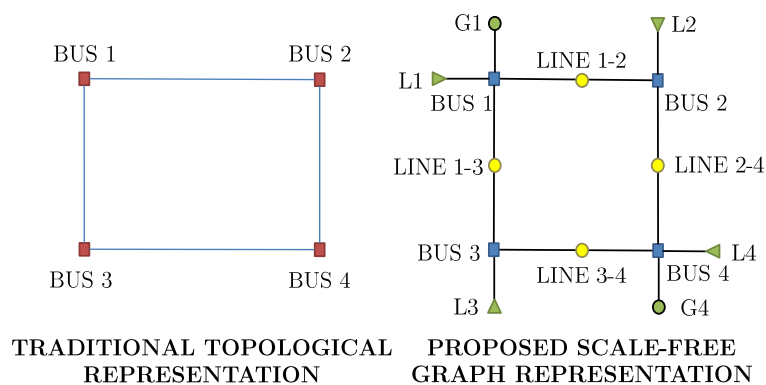 BUS 1
BUS 2
BUS 3
BUS 4
TRADITIONAL TOPOLOGICAL
REPRESENTATION
G1
L2
LINE 1-2
L1
BUS 1
BUS 2
LINE 1-3
LINE 2-4
BUS 3
L4
LINE 3-4
BUS 4
L3
G4
PROPOSED SCALE-FREE
GRAPH REPRESENTATION